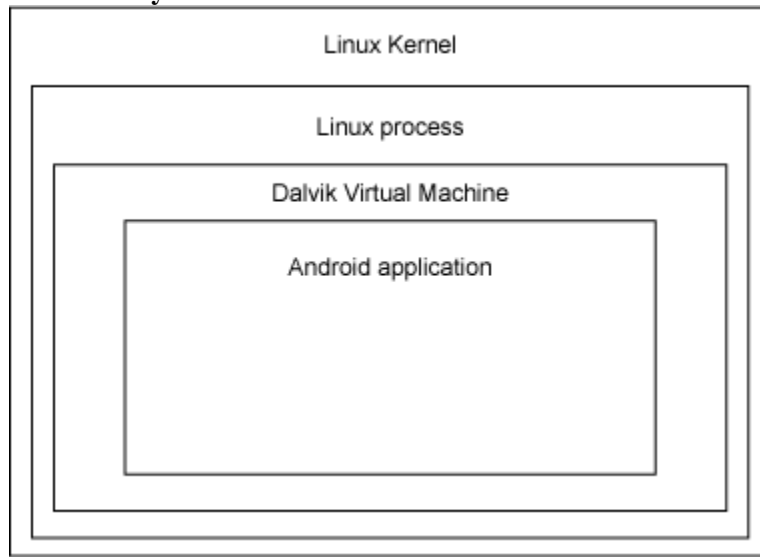 Linux Kernel
Linux process
Dalvik Virtual Machine
Android application